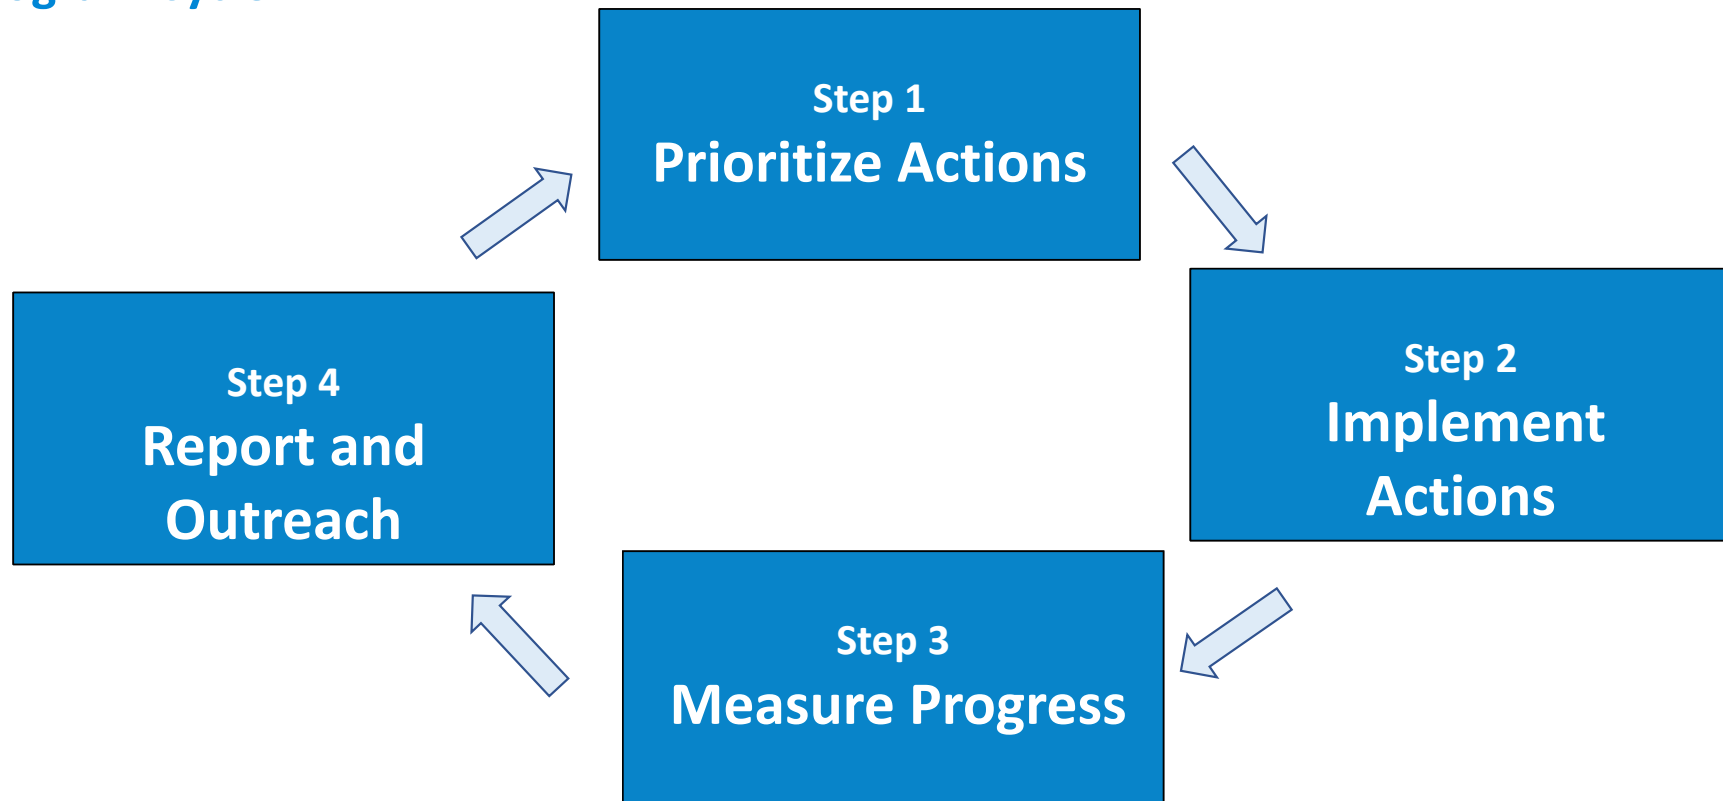 Step 1
Prioritize Actions
Step 2
Implement
Actions
Step 4
Report and
Outreach
Step 3
Measure Progress